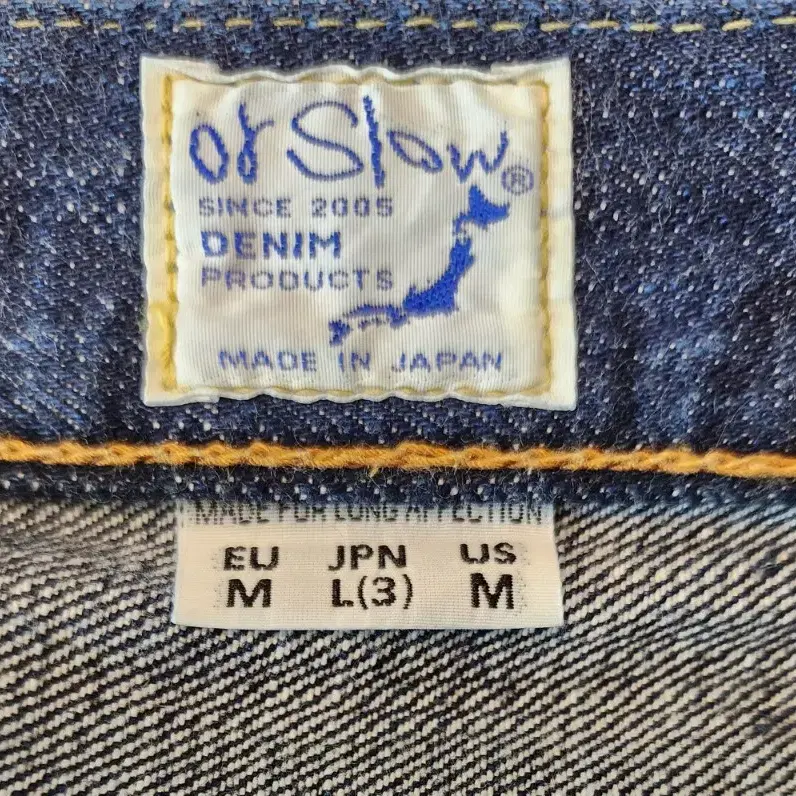 or Slow®
SINCE 2005
DENIM
PRODUCTS
MADE IN JAPAN
MADE FOR LONG AFFECTION
EU JPN US
M L(3) M